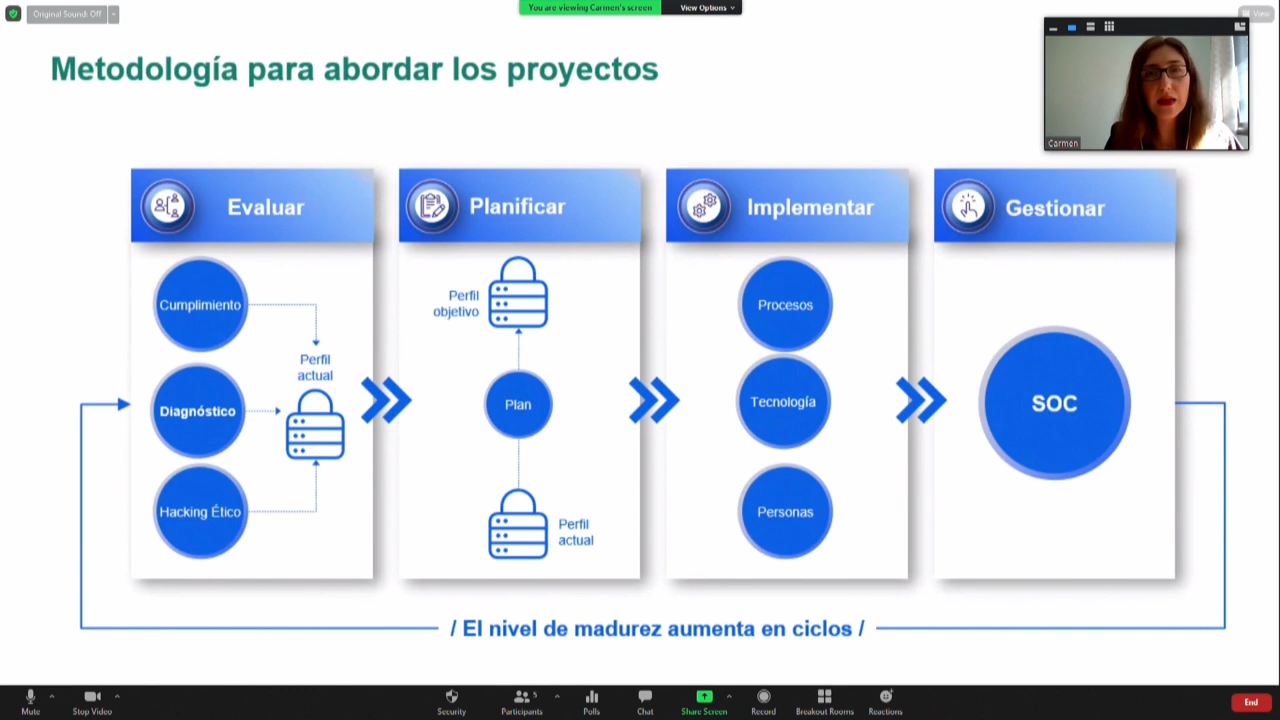 Original Sound: Off
You are viewing Carmen's screen
View Options
View
Metodología para abordar los proyectos
Carmen
Evaluar
Planificar
Implementar
Gestionar
Cumplimiento
Perfil
actual
Diagnóstico
Hacking Ético
Perfil
objetivo
Plan
Perfil
actual
Procesos
Tecnología
Personas
SOC
/ El nivel de madurez aumenta en ciclos /
Mute
Stop Video
Security
Participants
5
Polls
Chat
Share Screen
Record
Breakout Rooms
Reactions
End